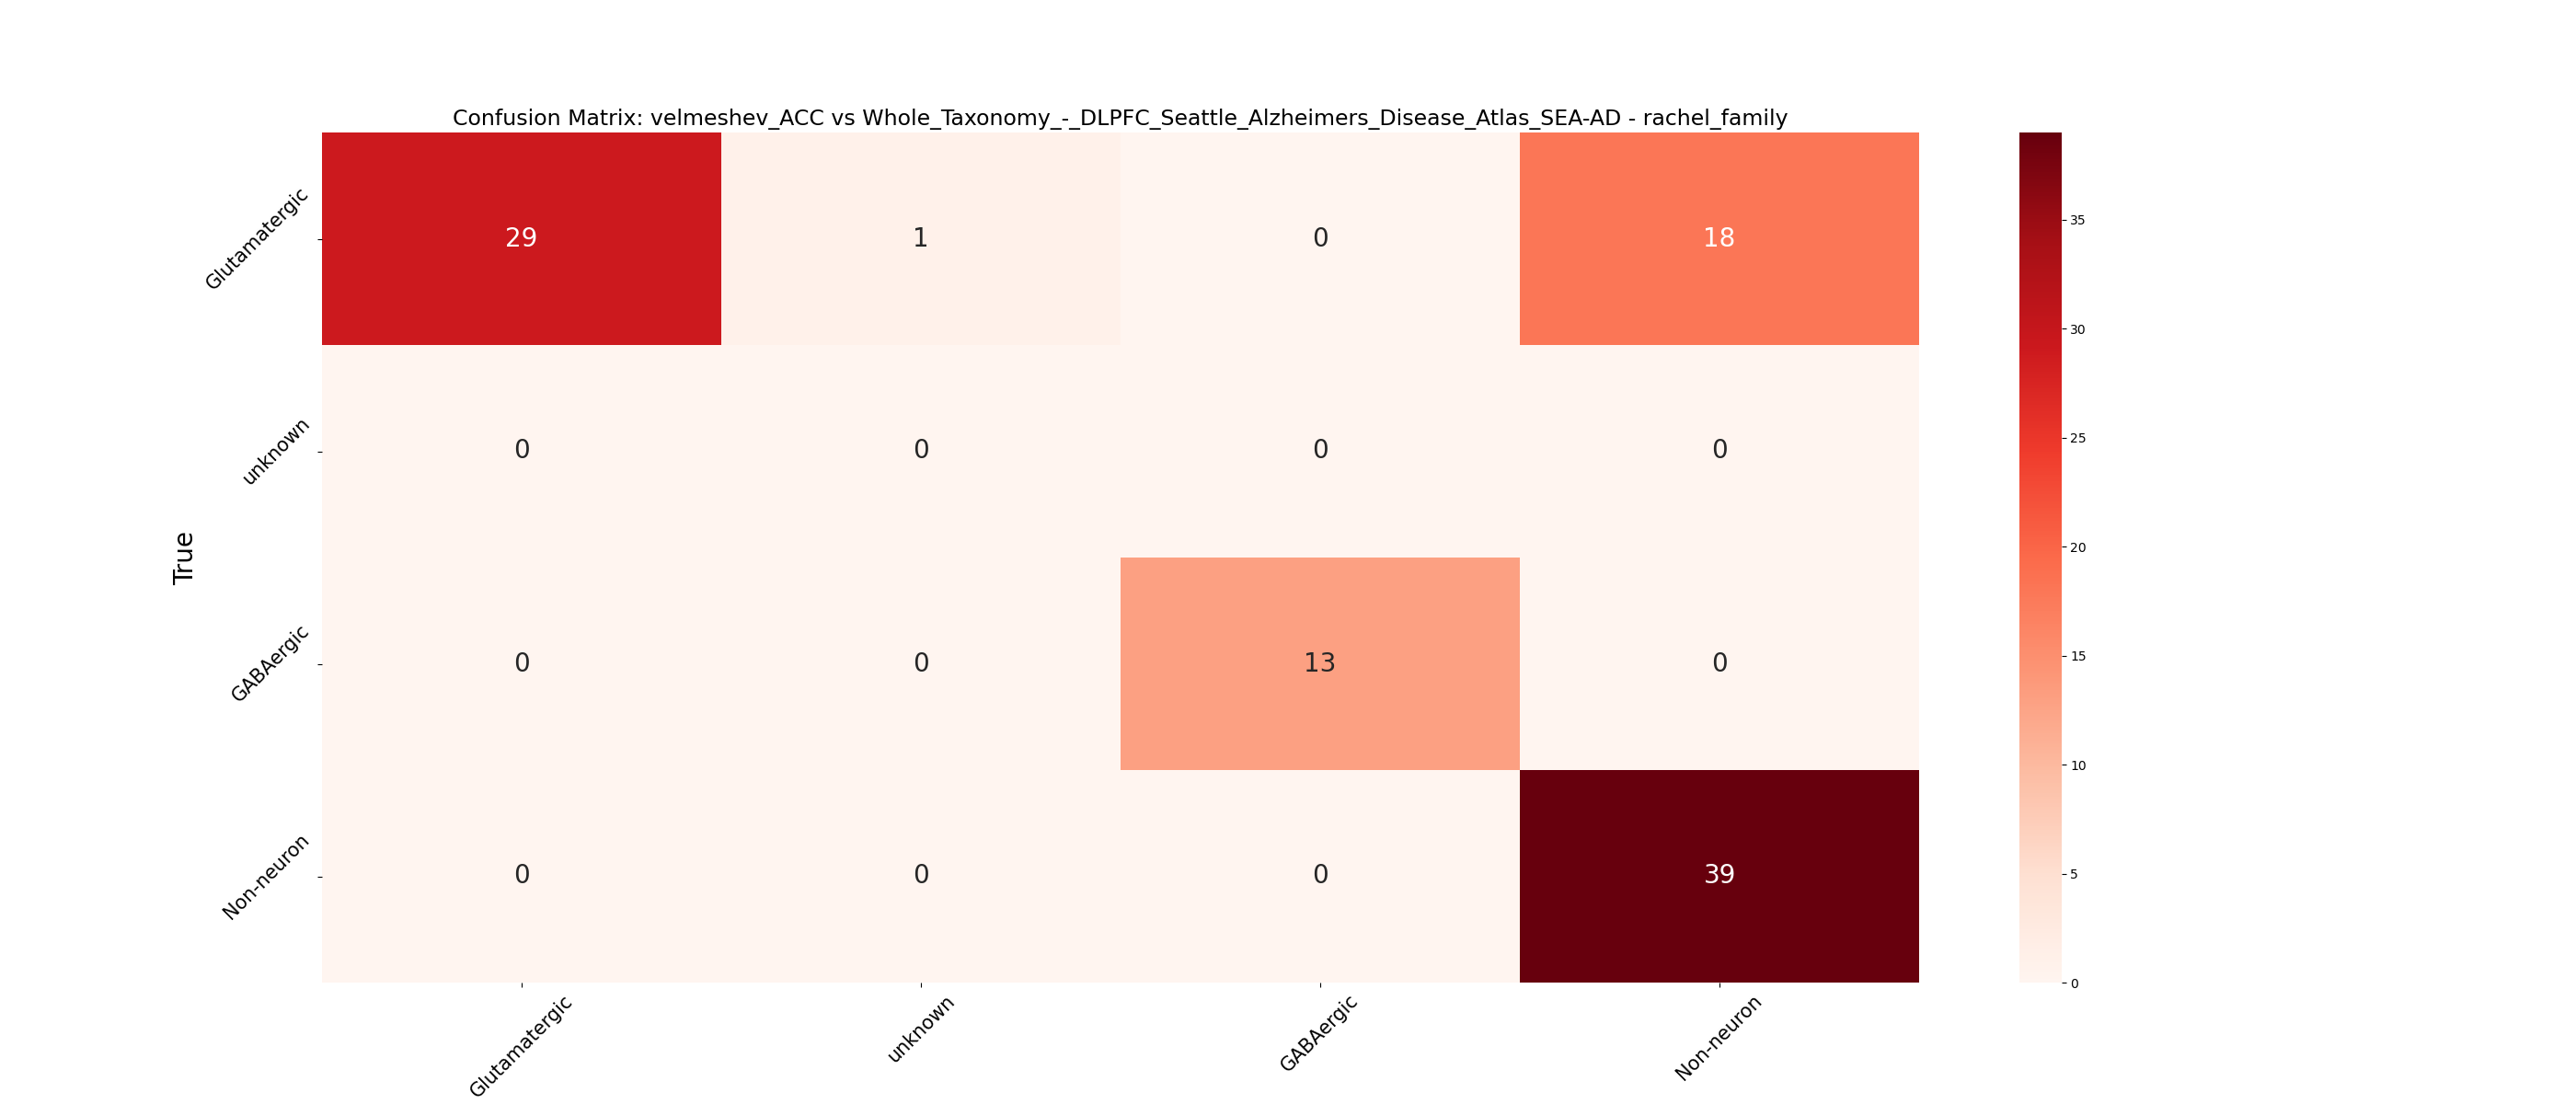 Confusion Matrix: velmeshev_ACC vs Whole_Taxonomy_-_DLPFC_Seattle_Alzheimers_Disease_Atlas_SEA-AD - rachel_family
Glutamatergic
29 1 0 18
unknown
0 0 0 0
True
GABAergic
0 0 13 0
Non-neuron
0 0 0 39
Glutamatergic unknown GABAergic Non-neuron
35
30
25
20
15
10
5
0